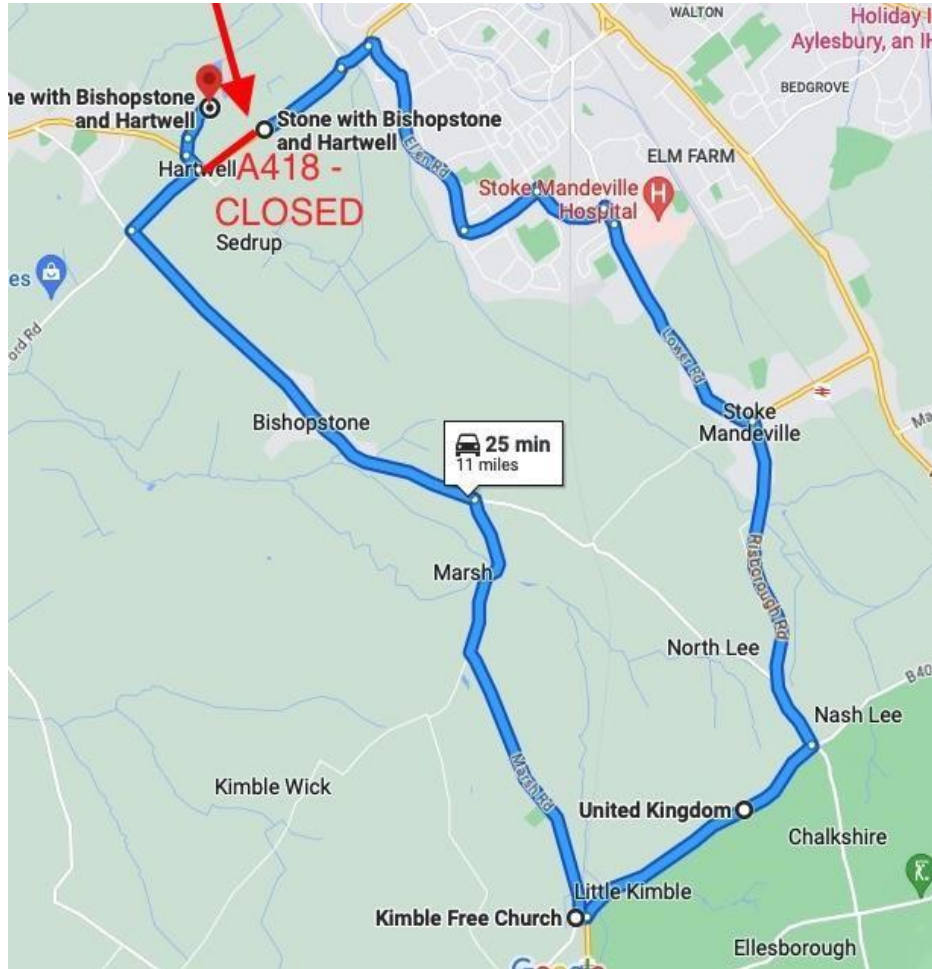 WALTON
Holiday I
Aylesbury, an IH
BEDGROVE
ne with Bishopstone
and Hartwell
Stone with Bishopstone
and Hartwell
Hartwell
A418 -
CLOSED
ELM FARM
Stoke Mandeville
Hospital
H
Sedrup
es
ord Rd
Lower Rd
Bishopstone
Stoke
Mandeville
Ma
25 min
11 miles
Marsh
Risborough Rd
North Lee
B40
Nash Lee
Kimble Wick
Marsh Rd
United Kingdom
Chalkshire
Little Kimble
Kimble Free Church
Ellesborough
Google